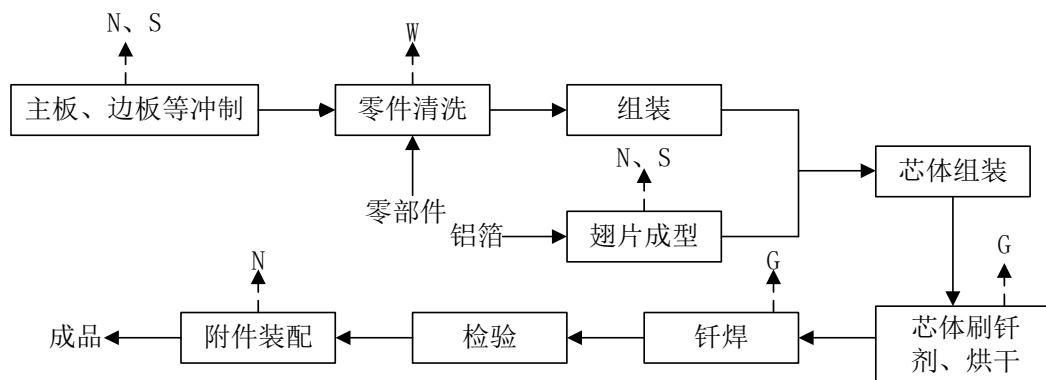 N、S
W
主板、边板等冲制
零件清洗
组装
N、S
芯体组装
零部件
铝箔
翅片成型
N
G
G
成品
附件装配
检验
钎焊
芯体刷钎
剂、烘干